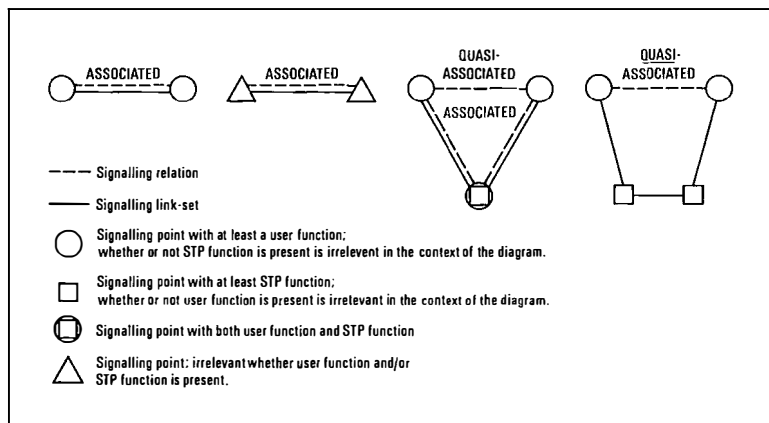 ASSOCIATED
ASSOCIATED
QUASI-
ASSOCIATED
ASSOCIATED
QUASI-
ASSOCIATED
Signalling relation
Signalling link-set
Signalling point with at least a user function;
whether or not STP function is present is irrelevent in the context of the diagram.
Signalling point with at least STP function;
whether or not user function is present is irretevant in the context of the diagram.
Signalling point with both user function and STP function
Signalling point; irrelevant whether user function and/or
STP function is present.